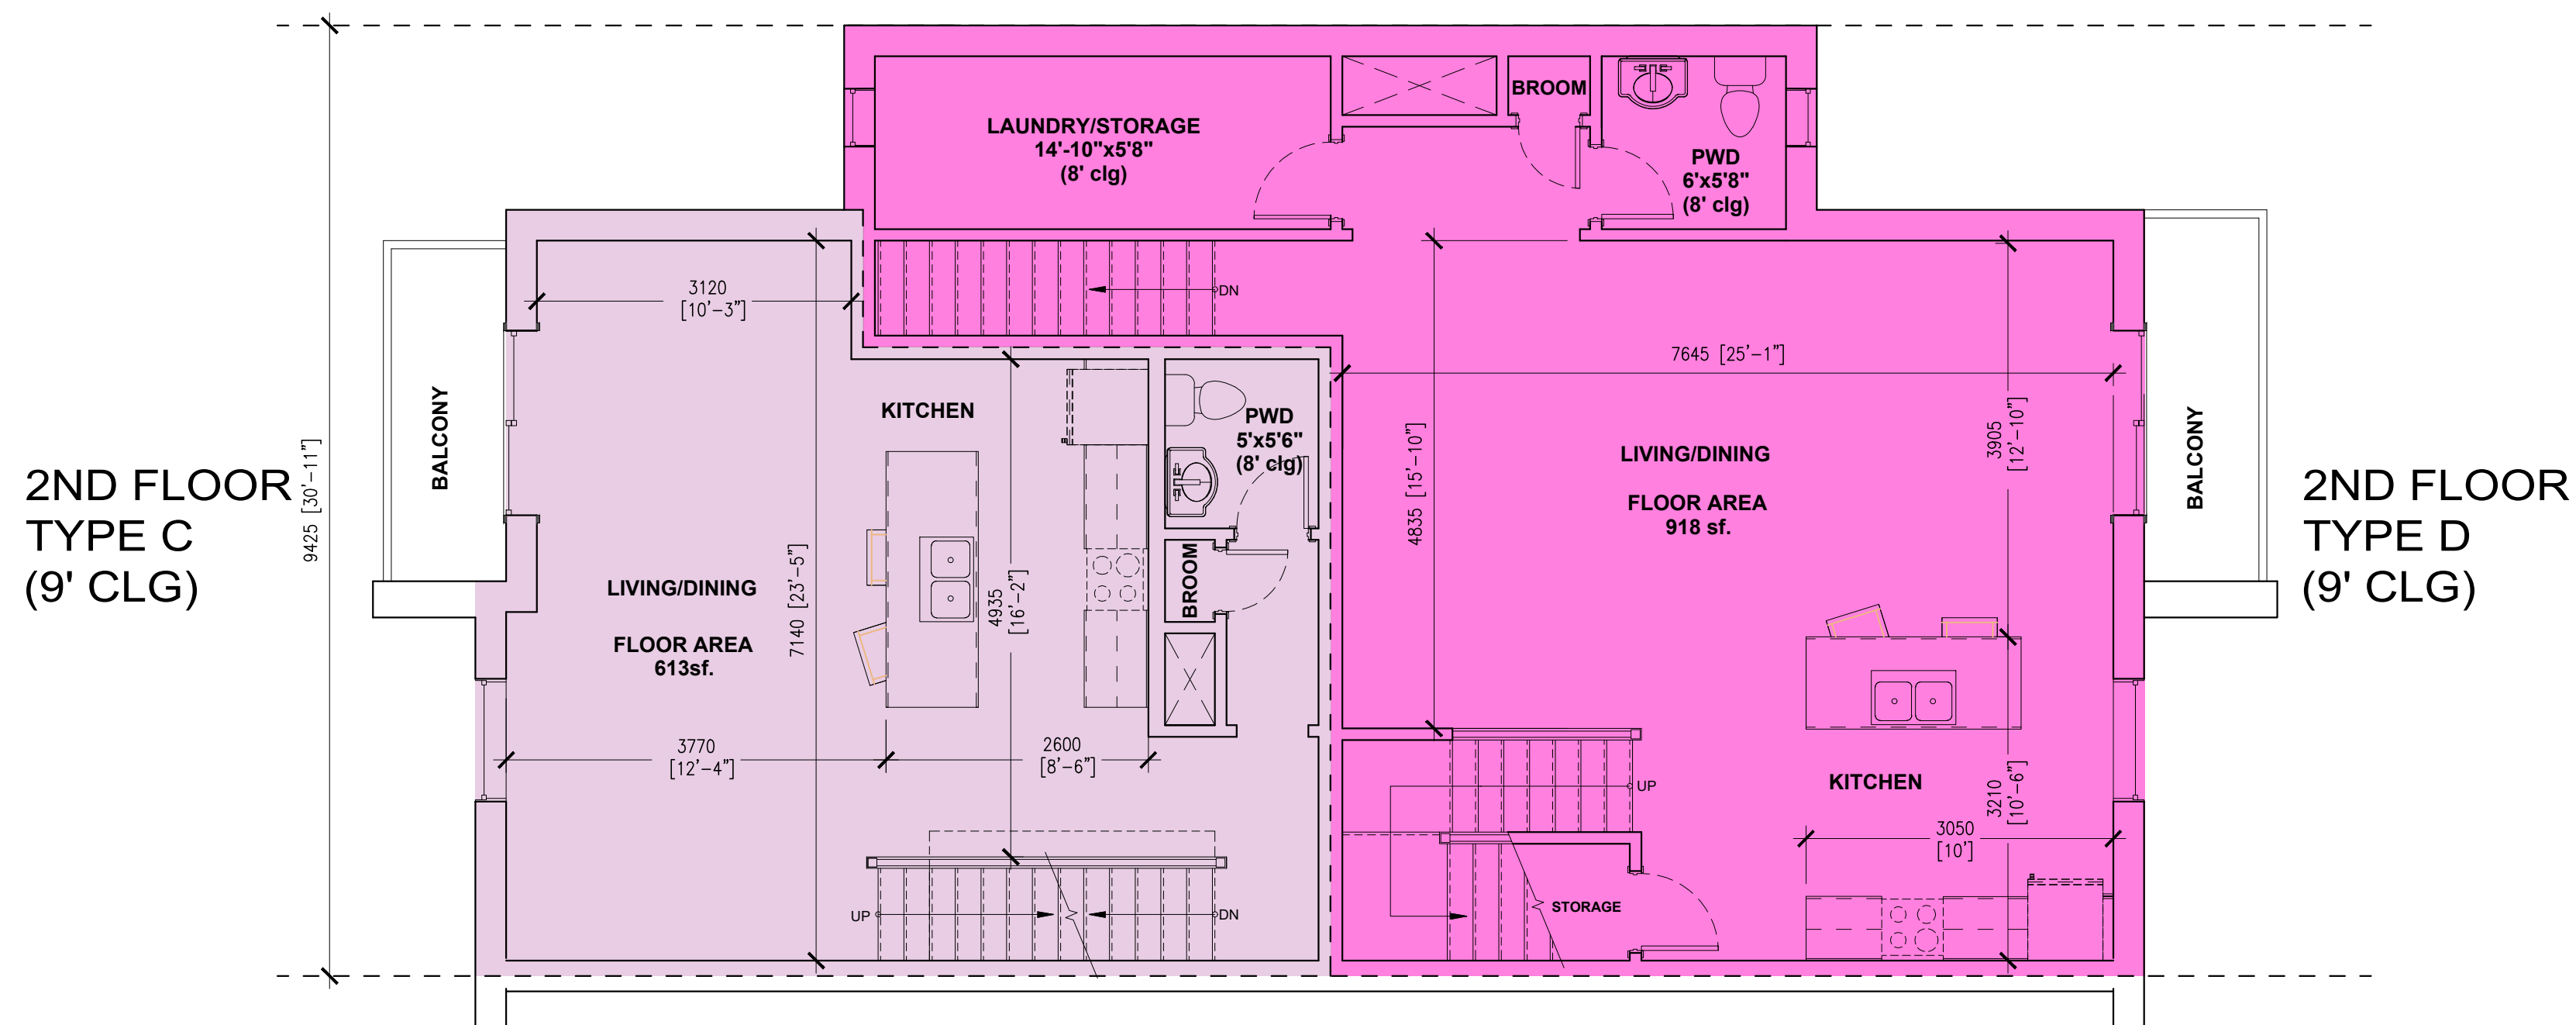 2ND FLOOR
TYPE C
(9' CLG)
9425 [30'-11"]
BALCONY
3120
[10'-3"]
LIVING/DINING
FLOOR AREA
613sf.
7140 [23'-5"]
3770
[12'-4"]
KITCHEN
4935
[16'-2"]
2600
[8'-6"]
PWD
5'x5'6"
(8' clg)
BROOM
UP
DN
LAUNDRY/STORAGE
14'-10"x5'8"
(8' clg)
BROOM
PWD
6'x5'8"
(8' clg)
DN
7645 [25'-1"]
4835 [15'-10"]
LIVING/DINING
FLOOR AREA
918 sf.
3905
[12'-10"]
UP
STORAGE
KITCHEN
3210
[10'-6"]
3050
[10']
BALCONY
2ND FLOOR
TYPE D
(9' CLG)